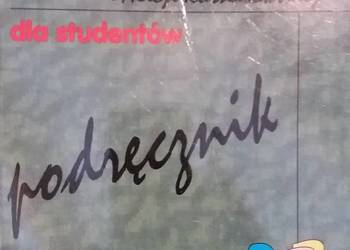 dla studentów
podręcznik